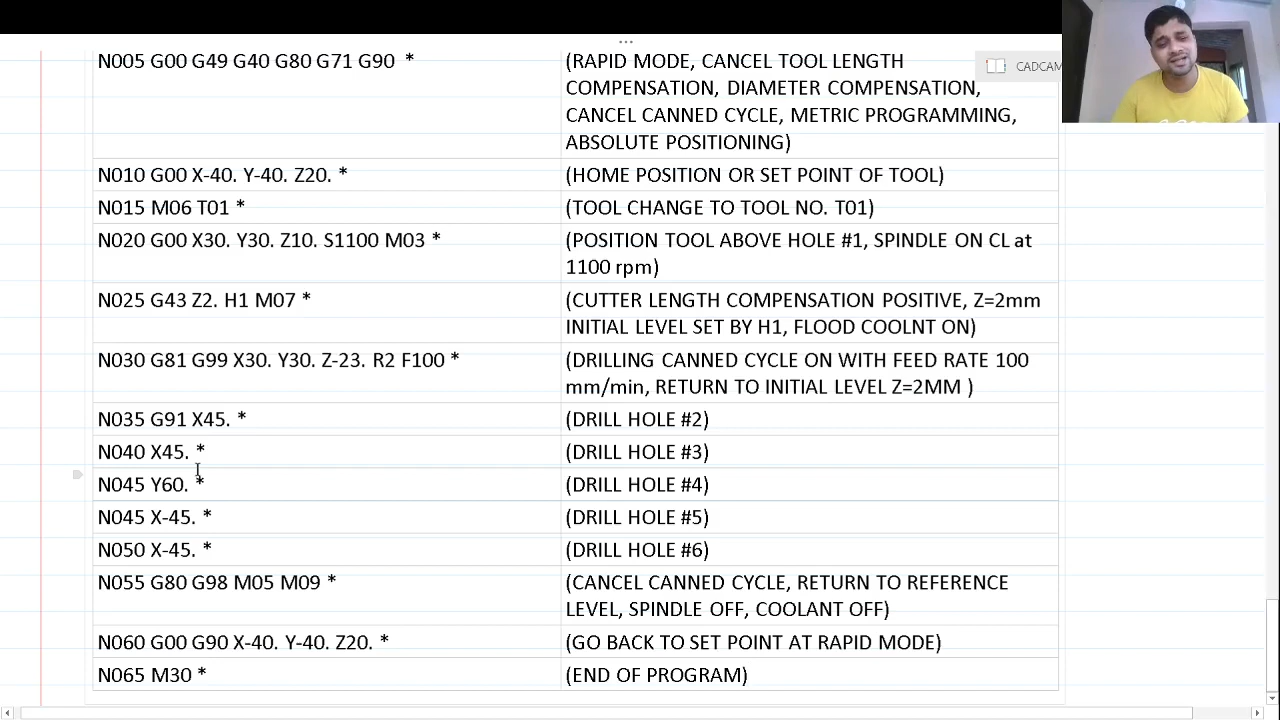 N005 G00 G49 G40 G80 G71 G90 *
(RAPID MODE, CANCEL TOOL LENGTH
COMPENSATION, DIAMETER COMPENSATION,
CANCEL CANNED CYCLE, METRIC PROGRAMMING,
ABSOLUTE POSITIONING)
CADCAM
N010 G00 X-40. Y-40. Z20. *
(HOME POSITION OR SET POINT OF TOOL)
N015 M06 T01 *
(TOOL CHANGE TO TOOL NO. T01)
N020 G00 X30. Y30. Z10. S1100 M03 *
(POSITION TOOL ABOVE HOLE #1, SPINDLE ON CL at
1100 rpm)
N025 G43 Z2. H1 M07 *
(CUTTER LENGTH COMPENSATION POSITIVE, Z=2mm
INITIAL LEVEL SET BY H1, FLOOD COOLNT ON)
N030 G81 G99 X30. Y30. Z-23. R2 F100 *
(DRILLING CANNED CYCLE ON WITH FEED RATE 100
mm/min, RETURN TO INITIAL LEVEL Z=2MM )
N035 G91 X45. *
(DRILL HOLE #2)
N040 X45. *
(DRILL HOLE #3)
N045 Y60. *
(DRILL HOLE #4)
N045 X-45. *
(DRILL HOLE #5)
N050 X-45. *
(DRILL HOLE #6)
N055 G80 G98 M05 M09 *
(CANCEL CANNED CYCLE, RETURN TO REFERENCE
LEVEL, SPINDLE OFF, COOLANT OFF)
N060 G00 G90 X-40. Y-40. Z20. *
(GO BACK TO SET POINT AT RAPID MODE)
N065 M30 *
(END OF PROGRAM)